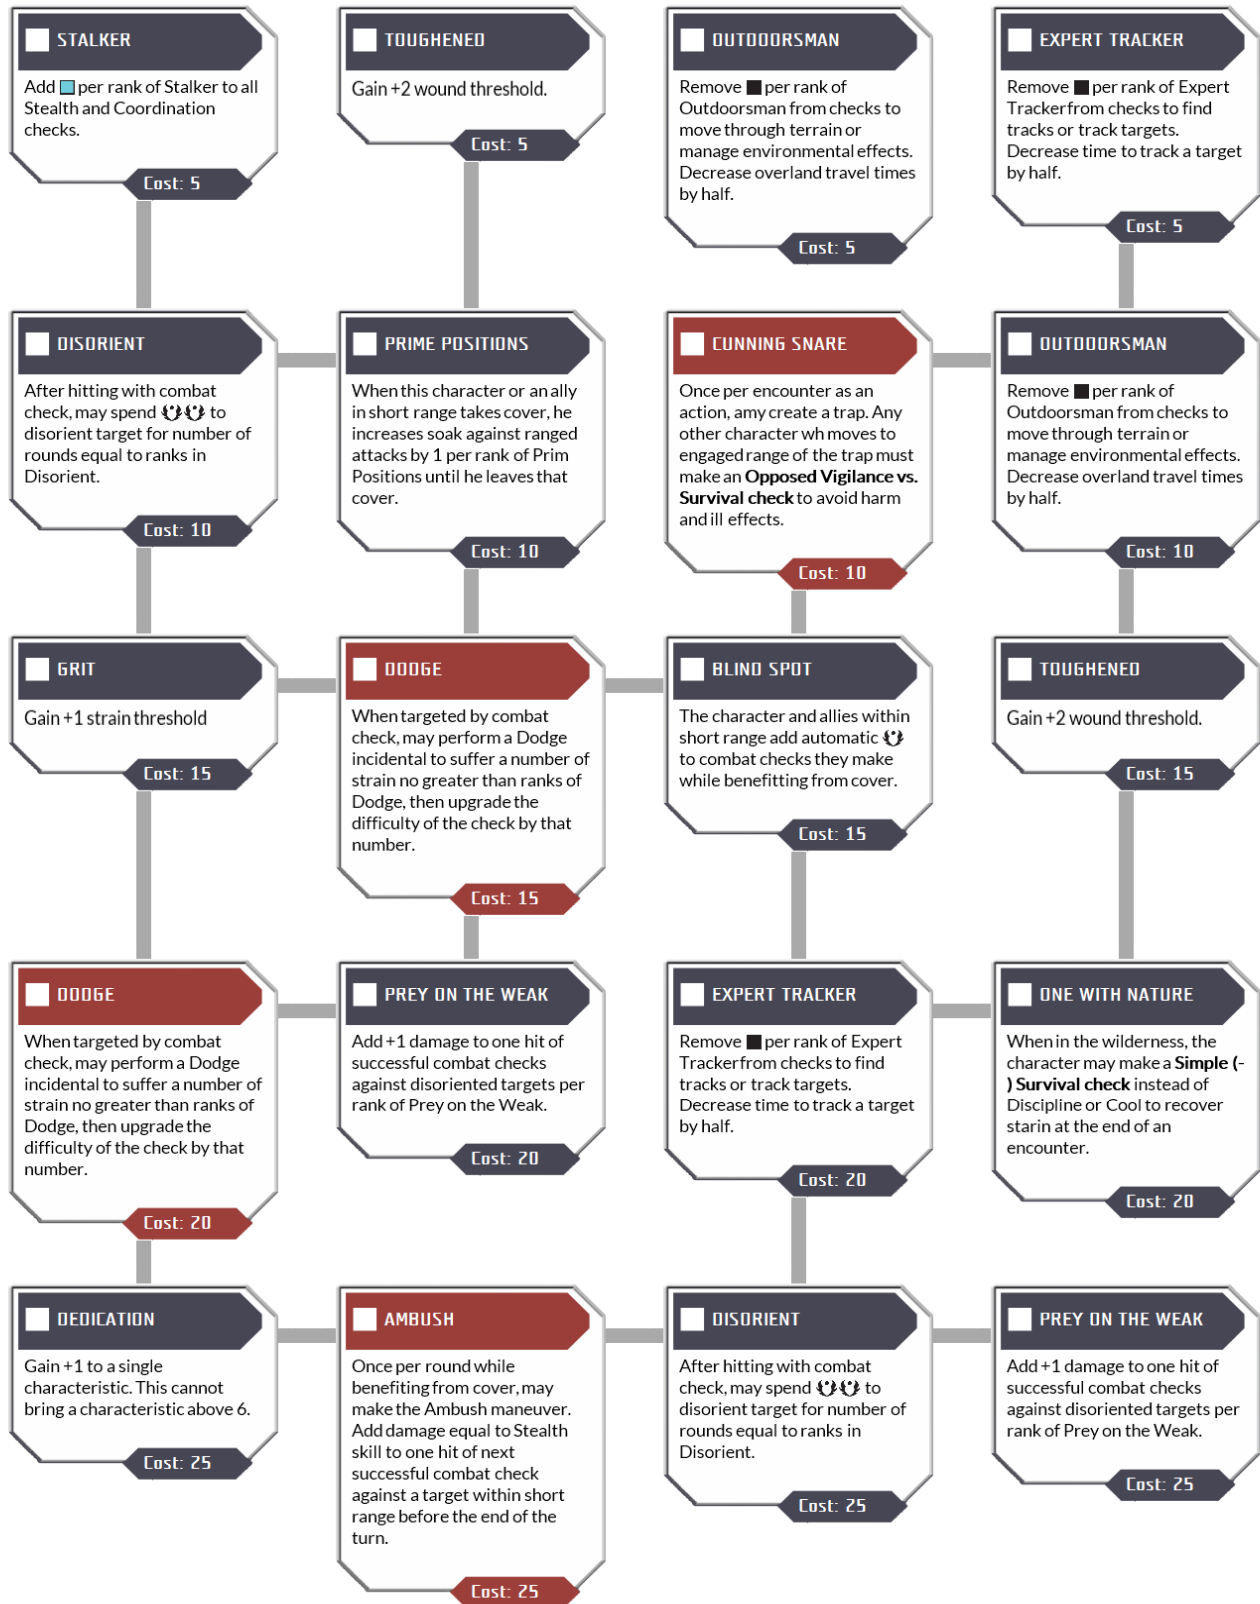 STALKER
Add per rank of Stalker to all
Stealth and Coordination
checks.
Cost: 5
TOUGHENED
Gain +2 wound threshold.
Cost: 5
OUTDOORSMAN
Remove per rank of
Outdoorsman from checks to
move through terrain or
manage environmental effects.
Decrease overland travel times
by half.
Cost: 5
EXPERT TRACKER
Remove per rank of Expert
Trackerfrom checks to find
tracks or track targets.
Decrease time to track a target
by half.
Cost: 5
DISORIENT
After hitting with combat
check, may spend to
disorient target for number of
rounds equal to ranks in
Disorient.
Cost: 10
PRIME POSITIONS
When this character or an ally
in short range takes cover, he
increases soak against ranged
attacks by 1 per rank of Prim
Positions until he leaves that
cover.
Cost: 10
CUNNING SNARE
Once per encounter as an
action, amy create a trap. Any
other character wh moves to
engaged range of the trap must
make an Opposed Vigilance vs.
Survival check to avoid harm
and ill effects.
Cost: 10
OUTDOORSMAN
Remove per rank of
Outdoorsman from checks to
move through terrain or
manage environmental effects.
Decrease overland travel times
by half.
Cost: 10
GRIT
Gain +1 strain threshold
Cost: 15
DODGE
When targeted by combat
check, may perform a Dodge
incidental to suffer a number of
strain no greater than ranks of
Dodge, then upgrade the
difficulty of the check by that
number.
Cost: 15
BLIND SPOT
The character and allies within
short range add automatic
to combat checks they make
while benefitting from cover.
Cost: 15
TOUGHENED
Gain +2 wound threshold.
Cost: 15
DODGE
When targeted by combat
check, may perform a Dodge
incidental to suffer a number of
strain no greater than ranks of
Dodge, then upgrade the
difficulty of the check by that
number.
Cost: 20
PREY ON THE WEAK
Add +1 damage to one hit of
successful combat checks
against disoriented targets per
rank of Prey on the Weak.
Cost: 20
EXPERT TRACKER
Remove per rank of Expert
Trackerfrom checks to find
tracks or track targets.
Decrease time to track a target
by half.
Cost: 20
ONE WITH NATURE
When in the wilderness, the
character may make a Simple (-
) Survival check instead of
Discipline or Cool to recover
starin at the end of an
encounter.
Cost: 20
DEDICATION
Gain +1 to a single
characteristic. This cannot
bring a characteristic above 6.
Cost: 25
AMBUSH
Once per round while
benefiting from cover, may
make the Ambush maneuver.
Add damage equal to Stealth
skill to one hit of next
successful combat check
against a target within short
range before the end of the
turn.
Cost: 25
DISORIENT
After hitting with combat
check, may spend to
disorient target for number of
rounds equal to ranks in
Disorient.
Cost: 25
PREY ON THE WEAK
Add +1 damage to one hit of
successful combat checks
against disoriented targets per
rank of Prey on the Weak.
Cost: 25